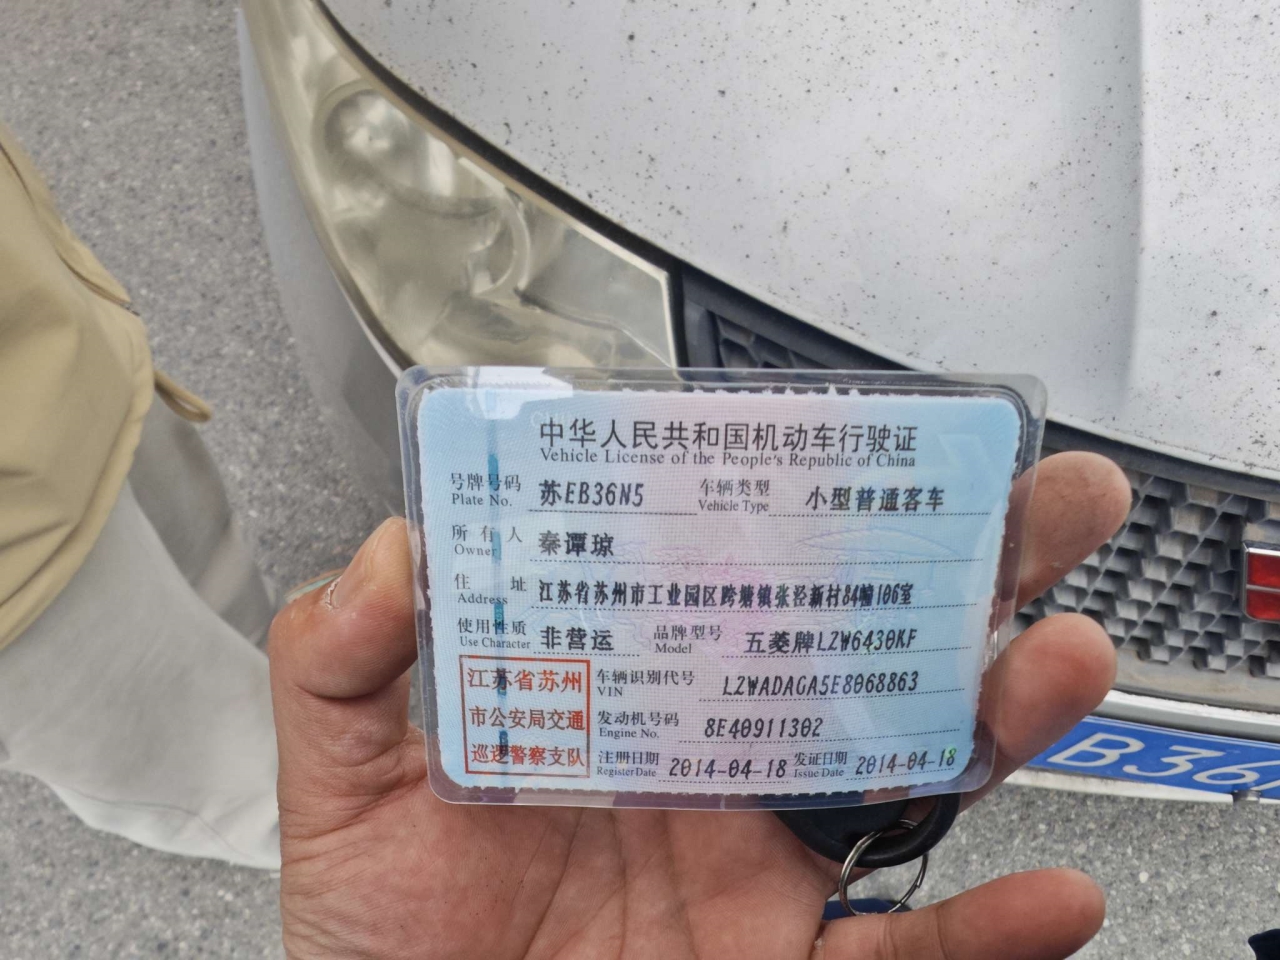 中华人民共和国机动车行驶证
Vehicle License of the People's Republic of China
号牌号码 苏EB36N5 车辆类型 小型普通客车
Plate No. Vehicle Type
所有人 秦谭琼
Owner
住址 江苏省苏州市工业园区跨塘镇张泾新村84幢106室
Address
使用性质 非营运 品牌型号 五菱牌LZW6430KF
Use Character Model
江苏省苏州
市公安局交通
巡逻警察支队
车辆识别代号 LZWADAGA5E8068863
VIN
发动机号码 8E40911302
Engine No.
注册日期 2014-04-18 发证日期 2014-04-18
Register Date Issue Date
B36